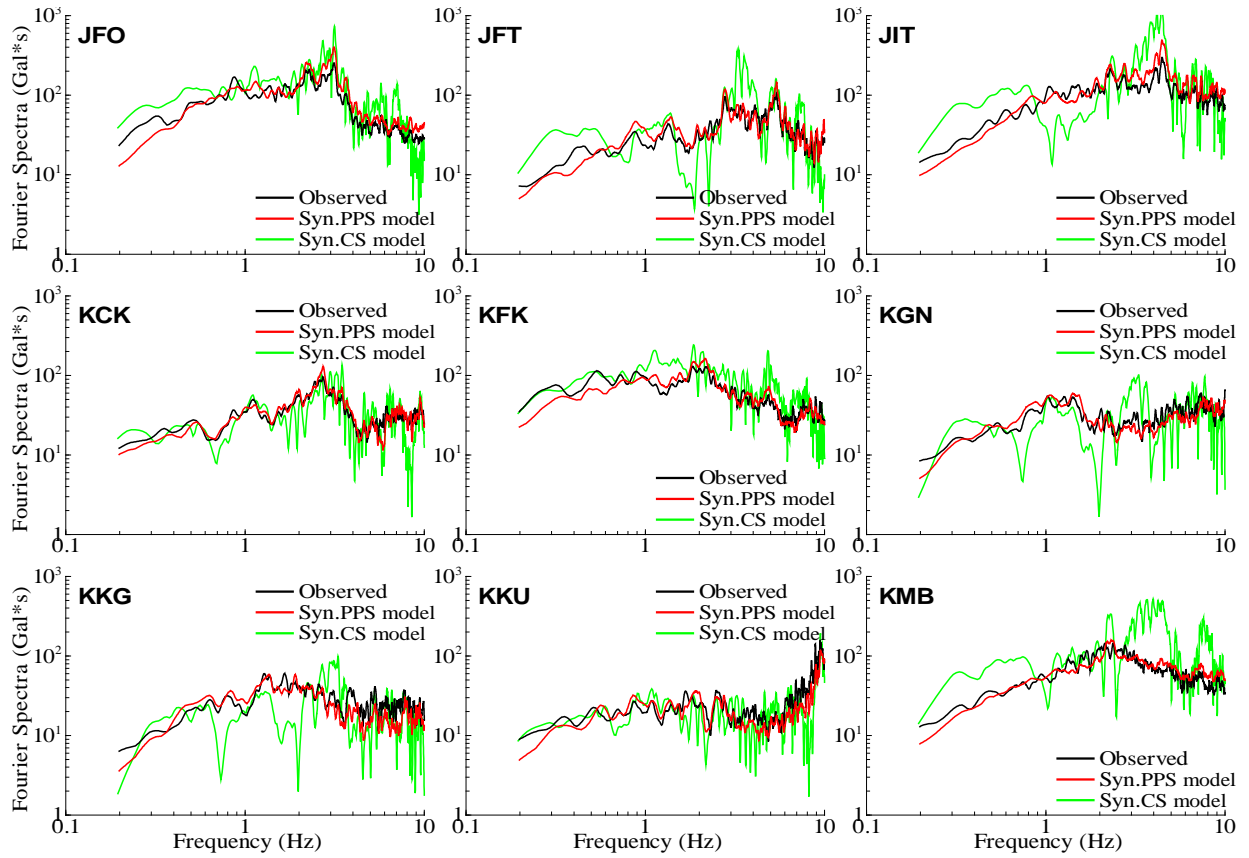 JFO
Fourier Spectra (Gal*s)
10³
10²
10¹
1
0.1
1
10
Observed
Syn.PPS model
Syn.CS model
JFT
10³
10²
10¹
1
0.1
1
10
Observed
Syn.PPS model
Syn.CS model
JIT
10³
10²
10¹
1
0.1
1
10
Observed
Syn.PPS model
Syn.CS model
KCK
Fourier Spectra (Gal*s)
10³
10²
10¹
1
0.1
1
10
Observed
Syn.PPS model
Syn.CS model
KFK
10³
10²
10¹
1
0.1
1
10
Observed
Syn.PPS model
Syn.CS model
KGN
10³
10²
10¹
1
0.1
1
10
Observed
Syn.PPS model
Syn.CS model
KKG
Fourier Spectra (Gal*s)
10³
10²
10¹
1
0.1
1
10
Frequency (Hz)
Observed
Syn.PPS model
Syn.CS model
KKU
10³
10²
10¹
1
0.1
1
10
Frequency (Hz)
Observed
Syn.PPS model
Syn.CS model
KMB
10³
10²
10¹
1
0.1
1
10
Frequency (Hz)
Observed
Syn.PPS model
Syn.CS model